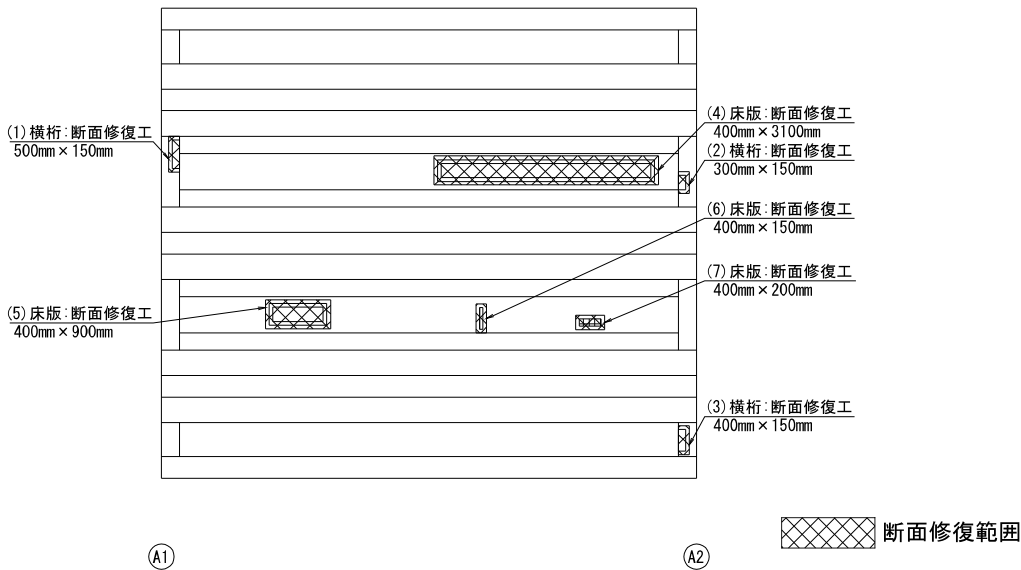 (1)横桁:断面修復工
500mm×150mm
(4)床版:断面修復工
400mm×3100mm
(2)横桁:断面修復工
300mm×150mm
(6)床版:断面修復工
400mm×150mm
(7)床版:断面修復工
400mm×200mm
(5)床版:断面修復工
400mm×900mm
(3)横桁:断面修復工
400mm×150mm
断面修復範囲
A1
A2